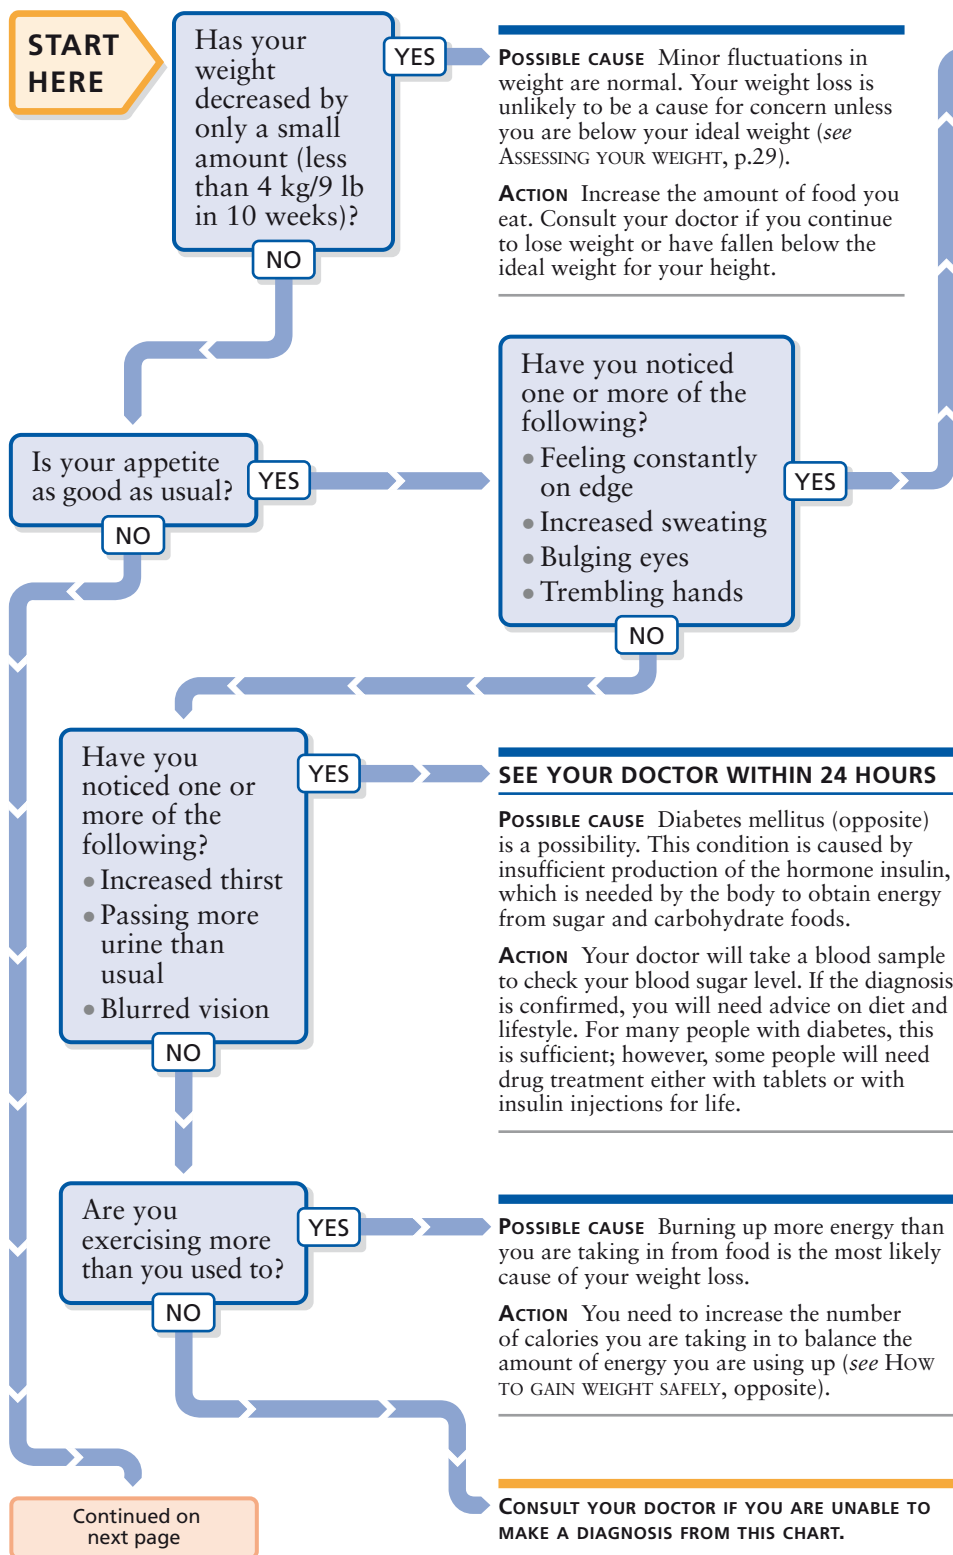 START
HERE
Has your
weight
decreased by
only a small
amount (less
than 4 kg/9 lb
in 10 weeks)?
YES
NO
POSSIBLE CAUSE Minor fluctuations in
weight are normal. Your weight loss is
unlikely to be a cause for concern unless
you are below your ideal weight (see
ASSESSING YOUR WEIGHT, p.29).
ACTION Increase the amount of food you
eat. Consult your doctor if you continue
to lose weight or have fallen below the
ideal weight for your height.
Is your appetite
as good as usual?
YES
NO
Have you noticed
one or more of the
following?
• Feeling constantly
on edge
• Increased sweating
• Bulging eyes
• Trembling hands
YES
NO
Have you
noticed one or
more of the
following?
• Increased thirst
• Passing more
urine than
usual
• Blurred vision
YES
NO
SEE YOUR DOCTOR WITHIN 24 HOURS
POSSIBLE CAUSE Diabetes mellitus (opposite)
is a possibility. This condition is caused by
insufficient production of the hormone insulin,
which is needed by the body to obtain energy
from sugar and carbohydrate foods.
ACTION Your doctor will take a blood sample
to check your blood sugar level. If the diagnosis
is confirmed, you will need advice on diet and
lifestyle. For many people with diabetes, this
is sufficient; however, some people will need
drug treatment either with tablets or with
insulin injections for life.
Are you
exercising more
than you used to?
YES
NO
POSSIBLE CAUSE Burning up more energy than
you are taking in from food is the most likely
cause of your weight loss.
ACTION You need to increase the number
of calories you are taking in to balance the
amount of energy you are using up (see HOW
TO GAIN WEIGHT SAFELY, opposite).
Continued on
next page
CONSULT YOUR DOCTOR IF YOU ARE UNABLE TO
MAKE A DIAGNOSIS FROM THIS CHART.